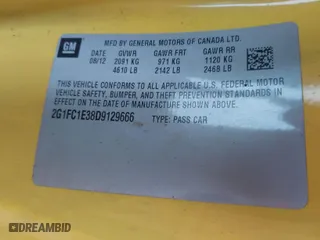 GM
MFD BY GENERAL MOTORS OF CANADA LTD.
DATE GVWR GAWR FRT GAWR RR
08/12 2091 KG 971 KG 1120 KG
4610 LB 2142 LB 2468 LB
THIS VEHICLE CONFORMS TO ALL APPLICABLE U.S. FEDERAL MOTOR
VEHICLE SAFETY, BUMPER, AND THEFT PREVENTION STANDARDS
IN EFFECT ON THE DATE OF MANUFACTURE SHOWN ABOVE.
2G1FC1E38D9129666 TYPE: PASS CAR
DREAMBID